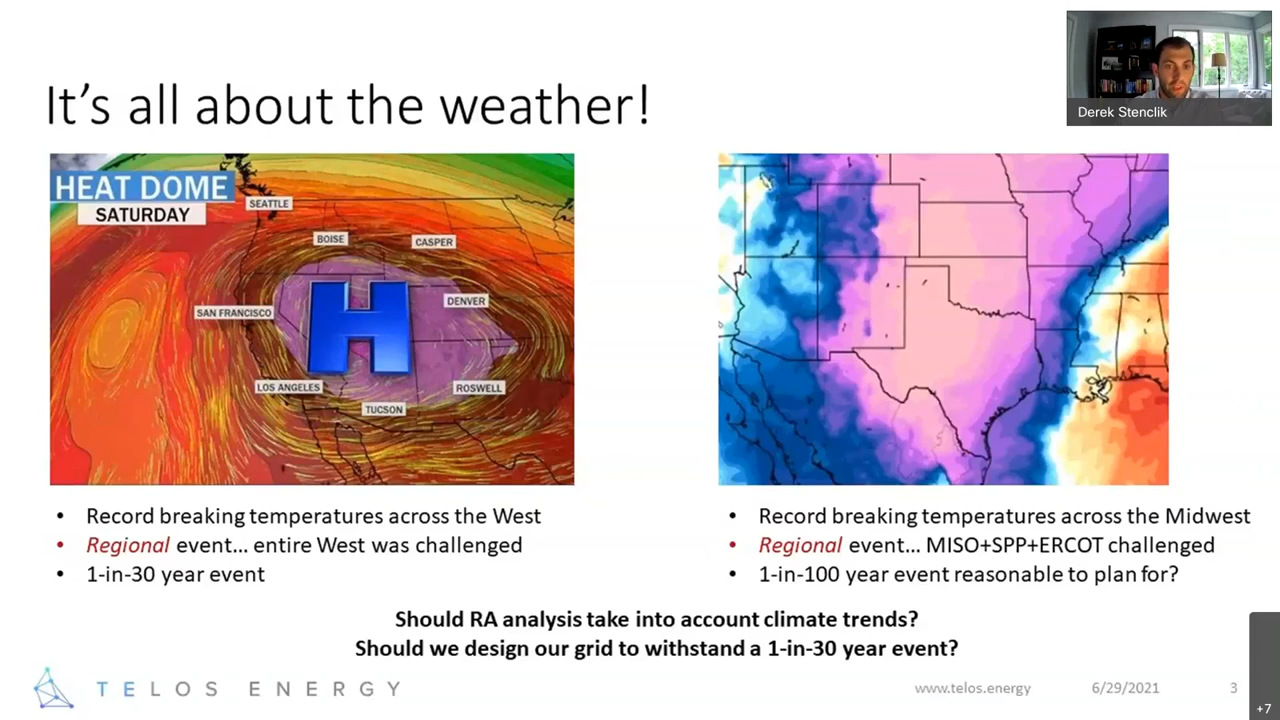 Derek Stenclik
It's all about the weather!
HEAT DOME
SATURDAY
SEATTLE
BOISE
CASPER
SAN FRANCISCO
DENVER
H
LOS ANGELES
ROSWELL
TUCSON
• Record breaking temperatures across the West
• Regional event... entire West was challenged
• 1-in-30 year event
• Record breaking temperatures across the Midwest
• Regional event... MISO+SPP+ERCOT challenged
• 1-in-100 year event reasonable to plan for?
Should RA analysis take into account climate trends?
Should we design our grid to withstand a 1-in-30 year event?
TELOS ENERGY
www.telos.energy
6/29/2021
3
+7